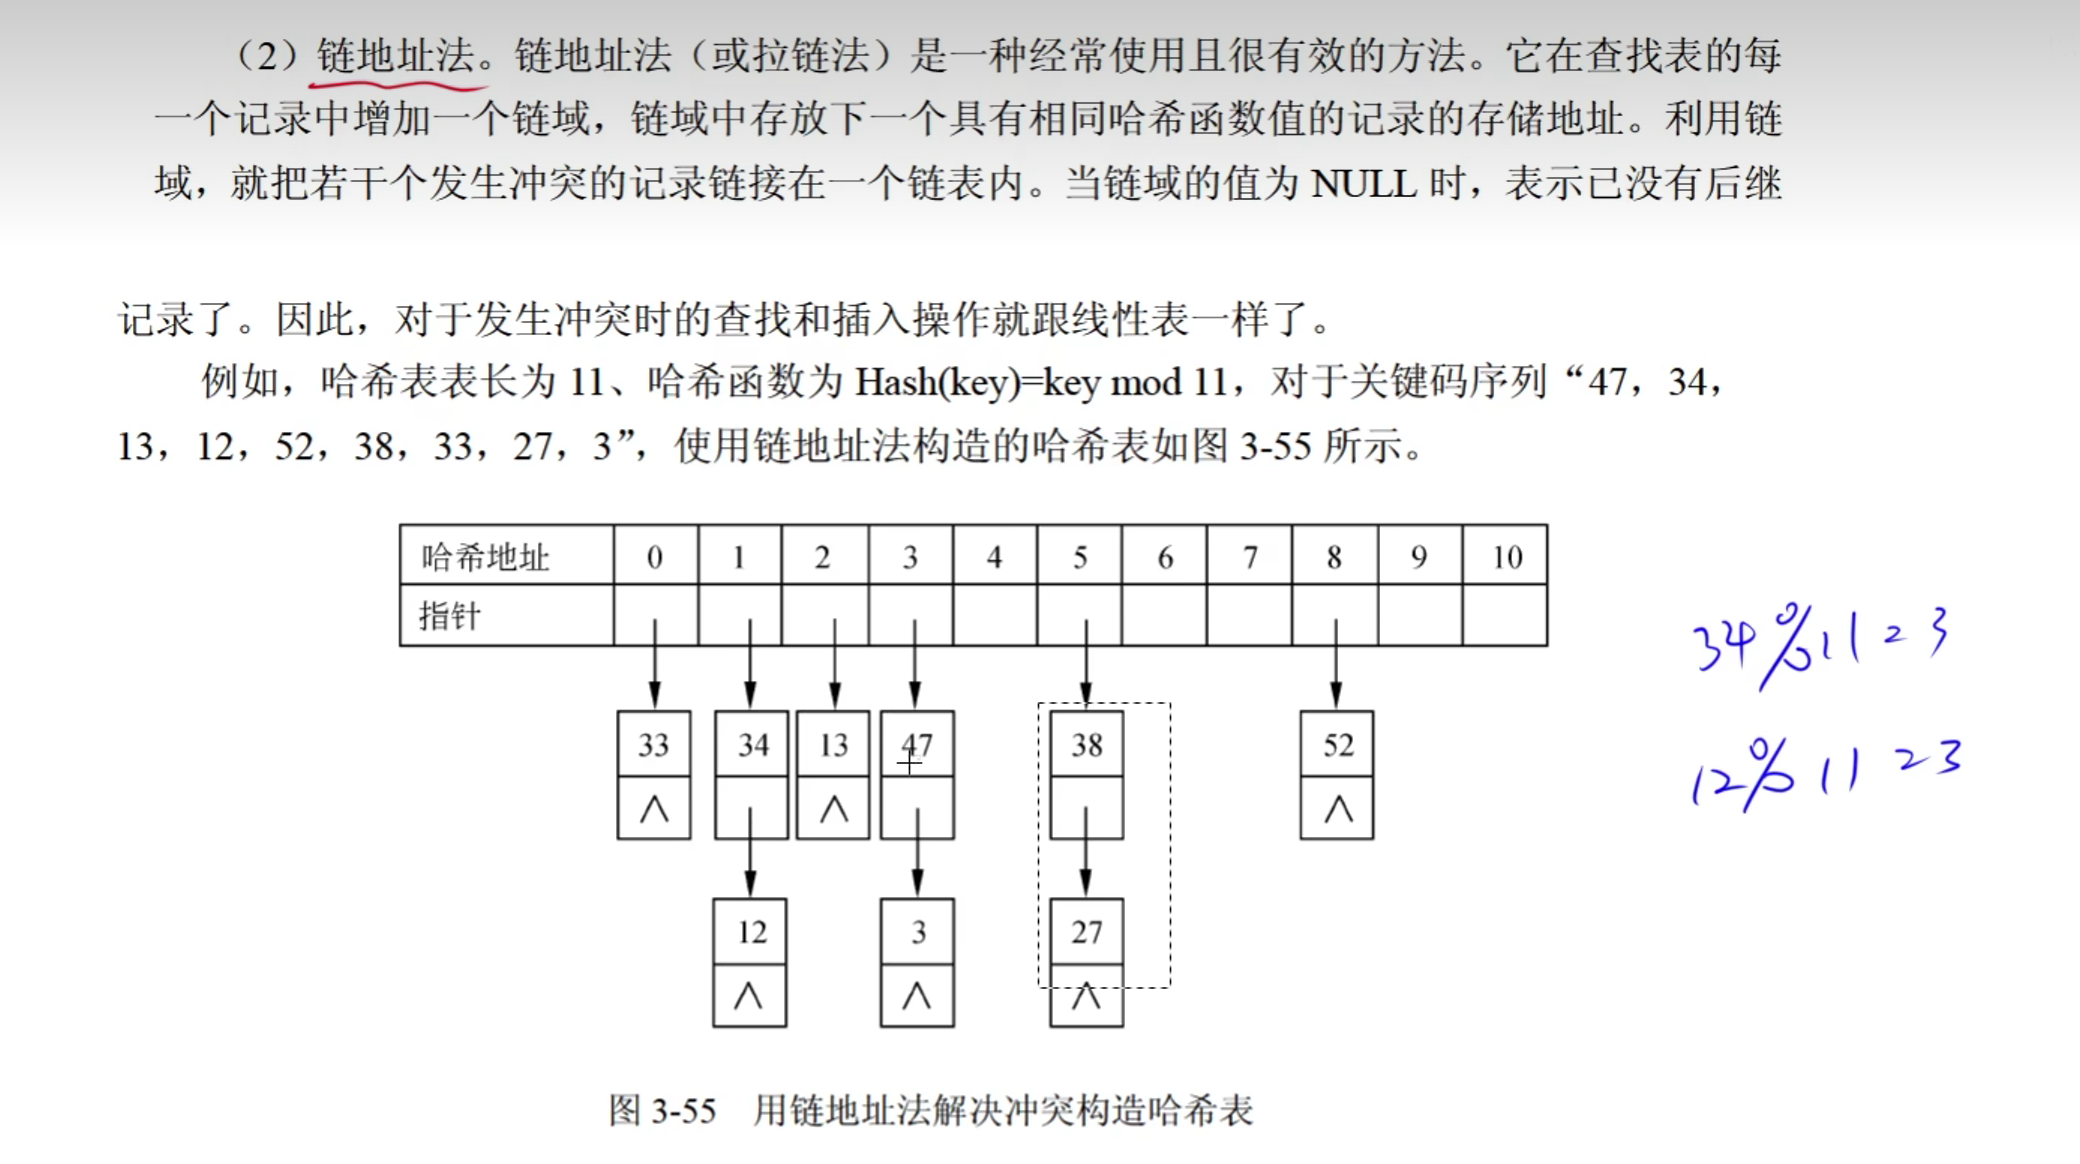 （2）链地址法。链地址法（或拉链法）是一种经常使用且很有效的方法。它在查找表的每
一个记录中增加一个链域，链域中存放下一个具有相同哈希函数值的记录的存储地址。利用链
域，就把若干个发生冲突的记录链接在一个链表内。当链域的值为 NULL 时，表示已没有后继
记录了。因此，对于发生冲突时的查找和插入操作就跟线性表一样了。
例如，哈希表表长为 11、哈希函数为 Hash(key)=key mod 11，对于关键码序列“47，34，
13，12，52，38，33，27，3”，使用链地址法构造的哈希表如图 3-55 所示。
哈希地址 0 1 2 3 4 5 6 7 8 9 10
指针
34%11=3
33 34 13 47 38 52
∧ ∧ ∧
12%11=3
12 3 27
∧ ∧ ∧
图 3-55 用链地址法解决冲突构造哈希表